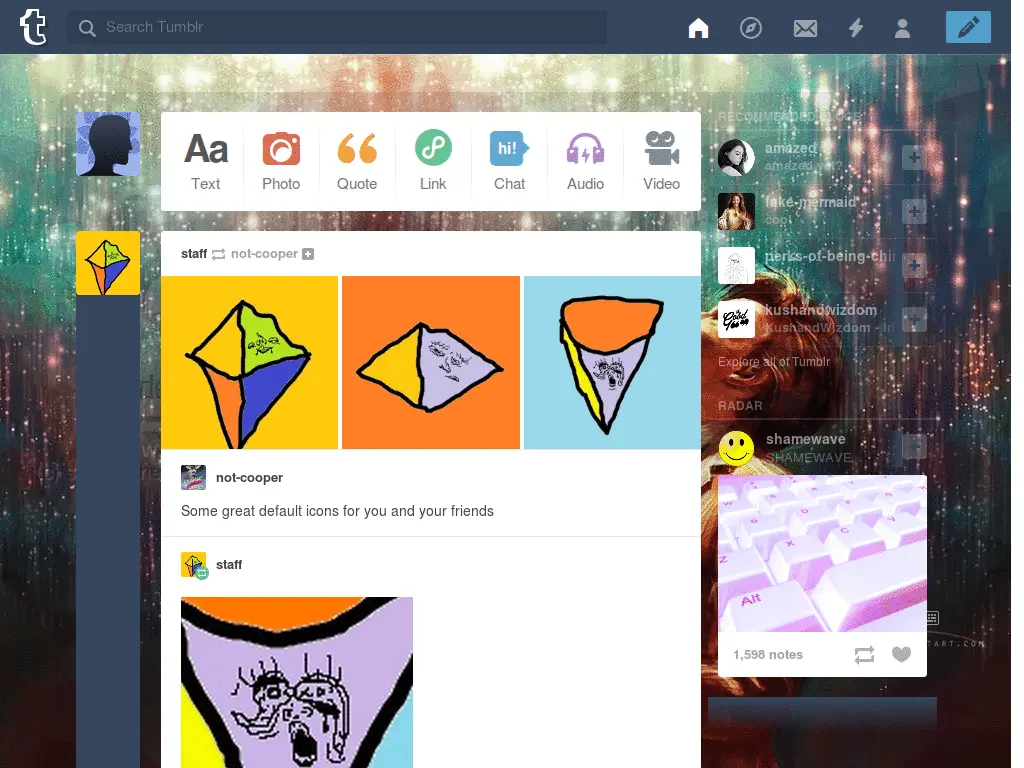 Search Tumblr
Aa
Text
Photo
Quote
Link
hi!
Chat
Audio
Video
staff not-cooper
not-cooper
Some great default icons for you and your friends
staff
RECOMMENDED BLOGS
amazed
fake-mermaid
cool
perks-of-being-chi
kushandwizdom
KushandWizdom - In
Explore all of Tumblr
RADAR
shamewave
SHAMEWAVE
Alt
1,598 notes